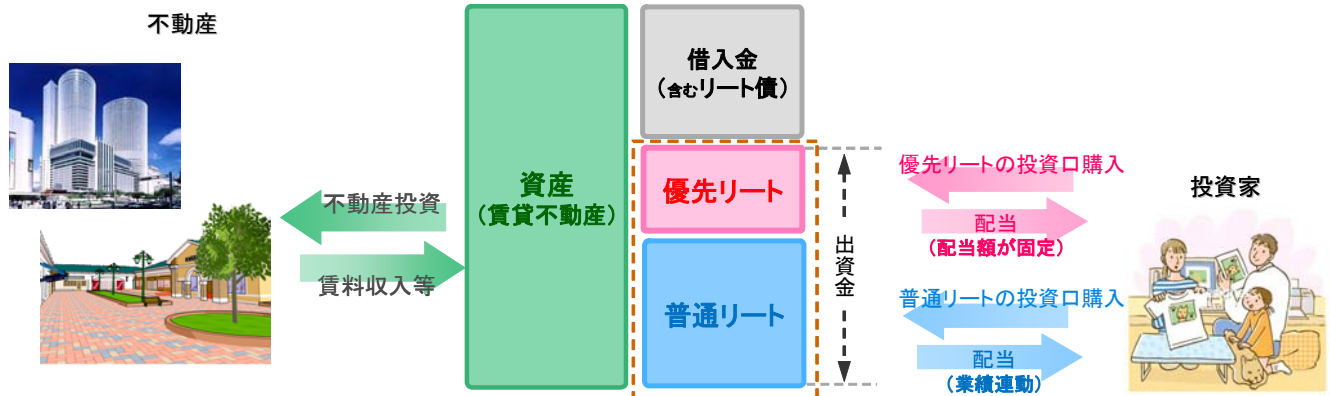 不動産
不動産投資
賃料収入等
資産
(賃貸不動産)
借入金
(含むリート債)
優先リート
普通リート
出資金
優先リートの投資口購入
配当
(配当額が固定)
普通リートの投資口購入
配当
(業績連動)
投資家